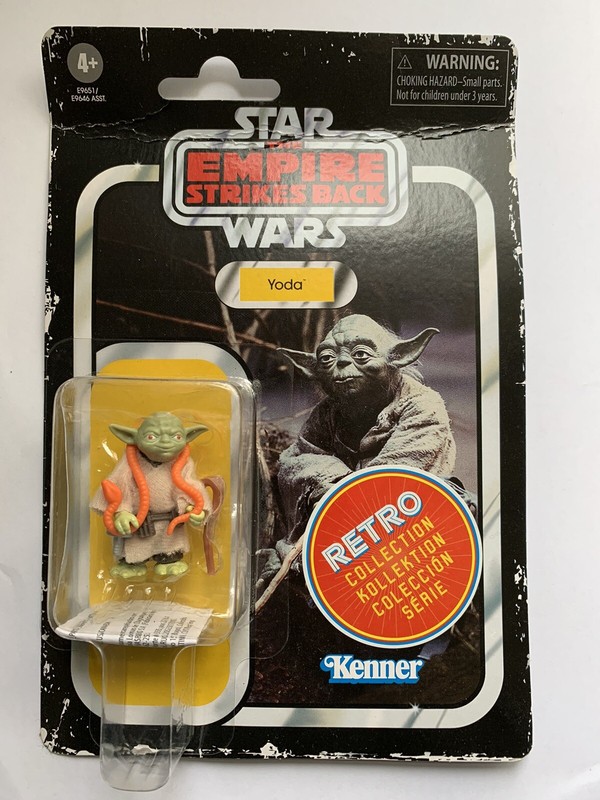 4+
E9651/
E9646 ASST.
WARNING:
CHOKING HAZARD–Small parts.
Not for children under 3 years.
STAR
THE
EMPIRE
STRIKES BACK
WARS
Yoda™
RETRO
COLLECTION
KOLLEKTION
COLECCIÓN
SÉRIE
Kenner